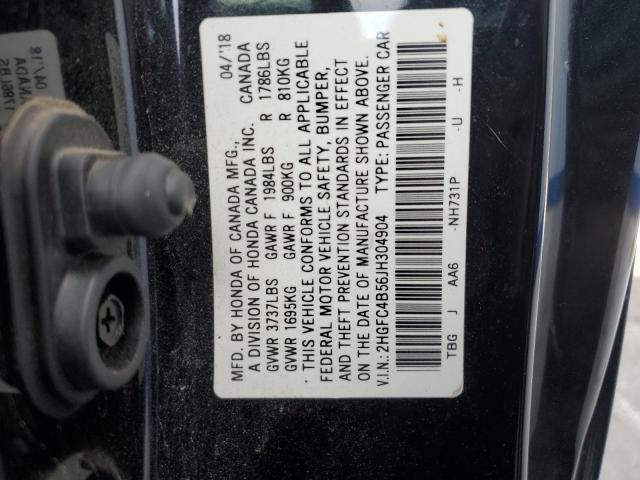 MFD. BY HONDA OF CANADA MFG., 04/18
A DIVISION OF HONDA CANADA INC. CANADA
GVWR 3737LBS GAWR F 1984LBS R 1786LBS
GVWR 1695KG GAWR F 900KG R 810KG
THIS VEHICLE CONFORMS TO ALL APPLICABLE
FEDERAL MOTOR VEHICLE SAFETY, BUMPER,
AND THEFT PREVENTION STANDARDS IN EFFECT
ON THE DATE OF MANUFACTURE SHOWN ABOVE.
V.I.N.: 2HGFC4B56JH304904 TYPE: PASSENGER CAR
TBG J AA6 -NH731P -U -H